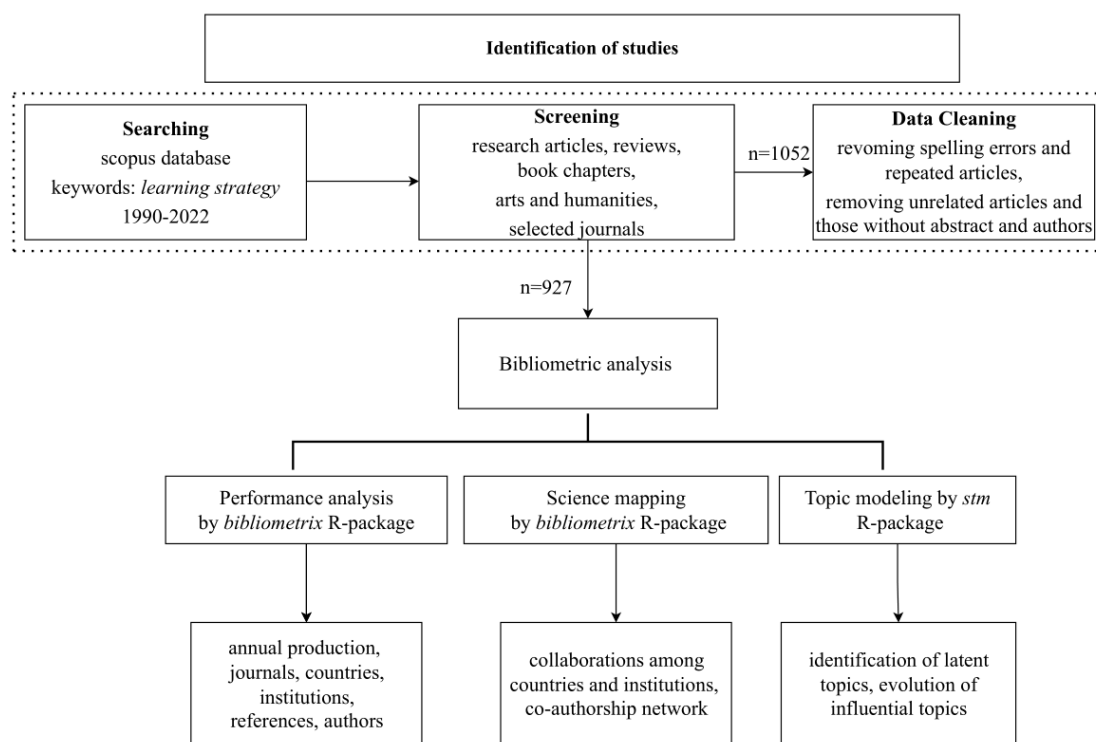 Identification of studies
Searching
scopus database
keywords: learning strategy
1990-2022
Screening
research articles, reviews,
book chapters,
arts and humanities,
selected journals
n=1052
Data Cleaning
revoming spelling errors and
repeated articles,
removing unrelated articles and
those without abstract and authors
n=927
Bibliometric analysis
Performance analysis
by bibliometrix R-package
Science mapping
by bibliometrix R-package
Topic modeling by stm
R-package
annual production,
journals, countries,
institutions,
references, authors
collaborations among
countries and institutions,
co-authorship network
identification of latent
topics, evolution of
influential topics